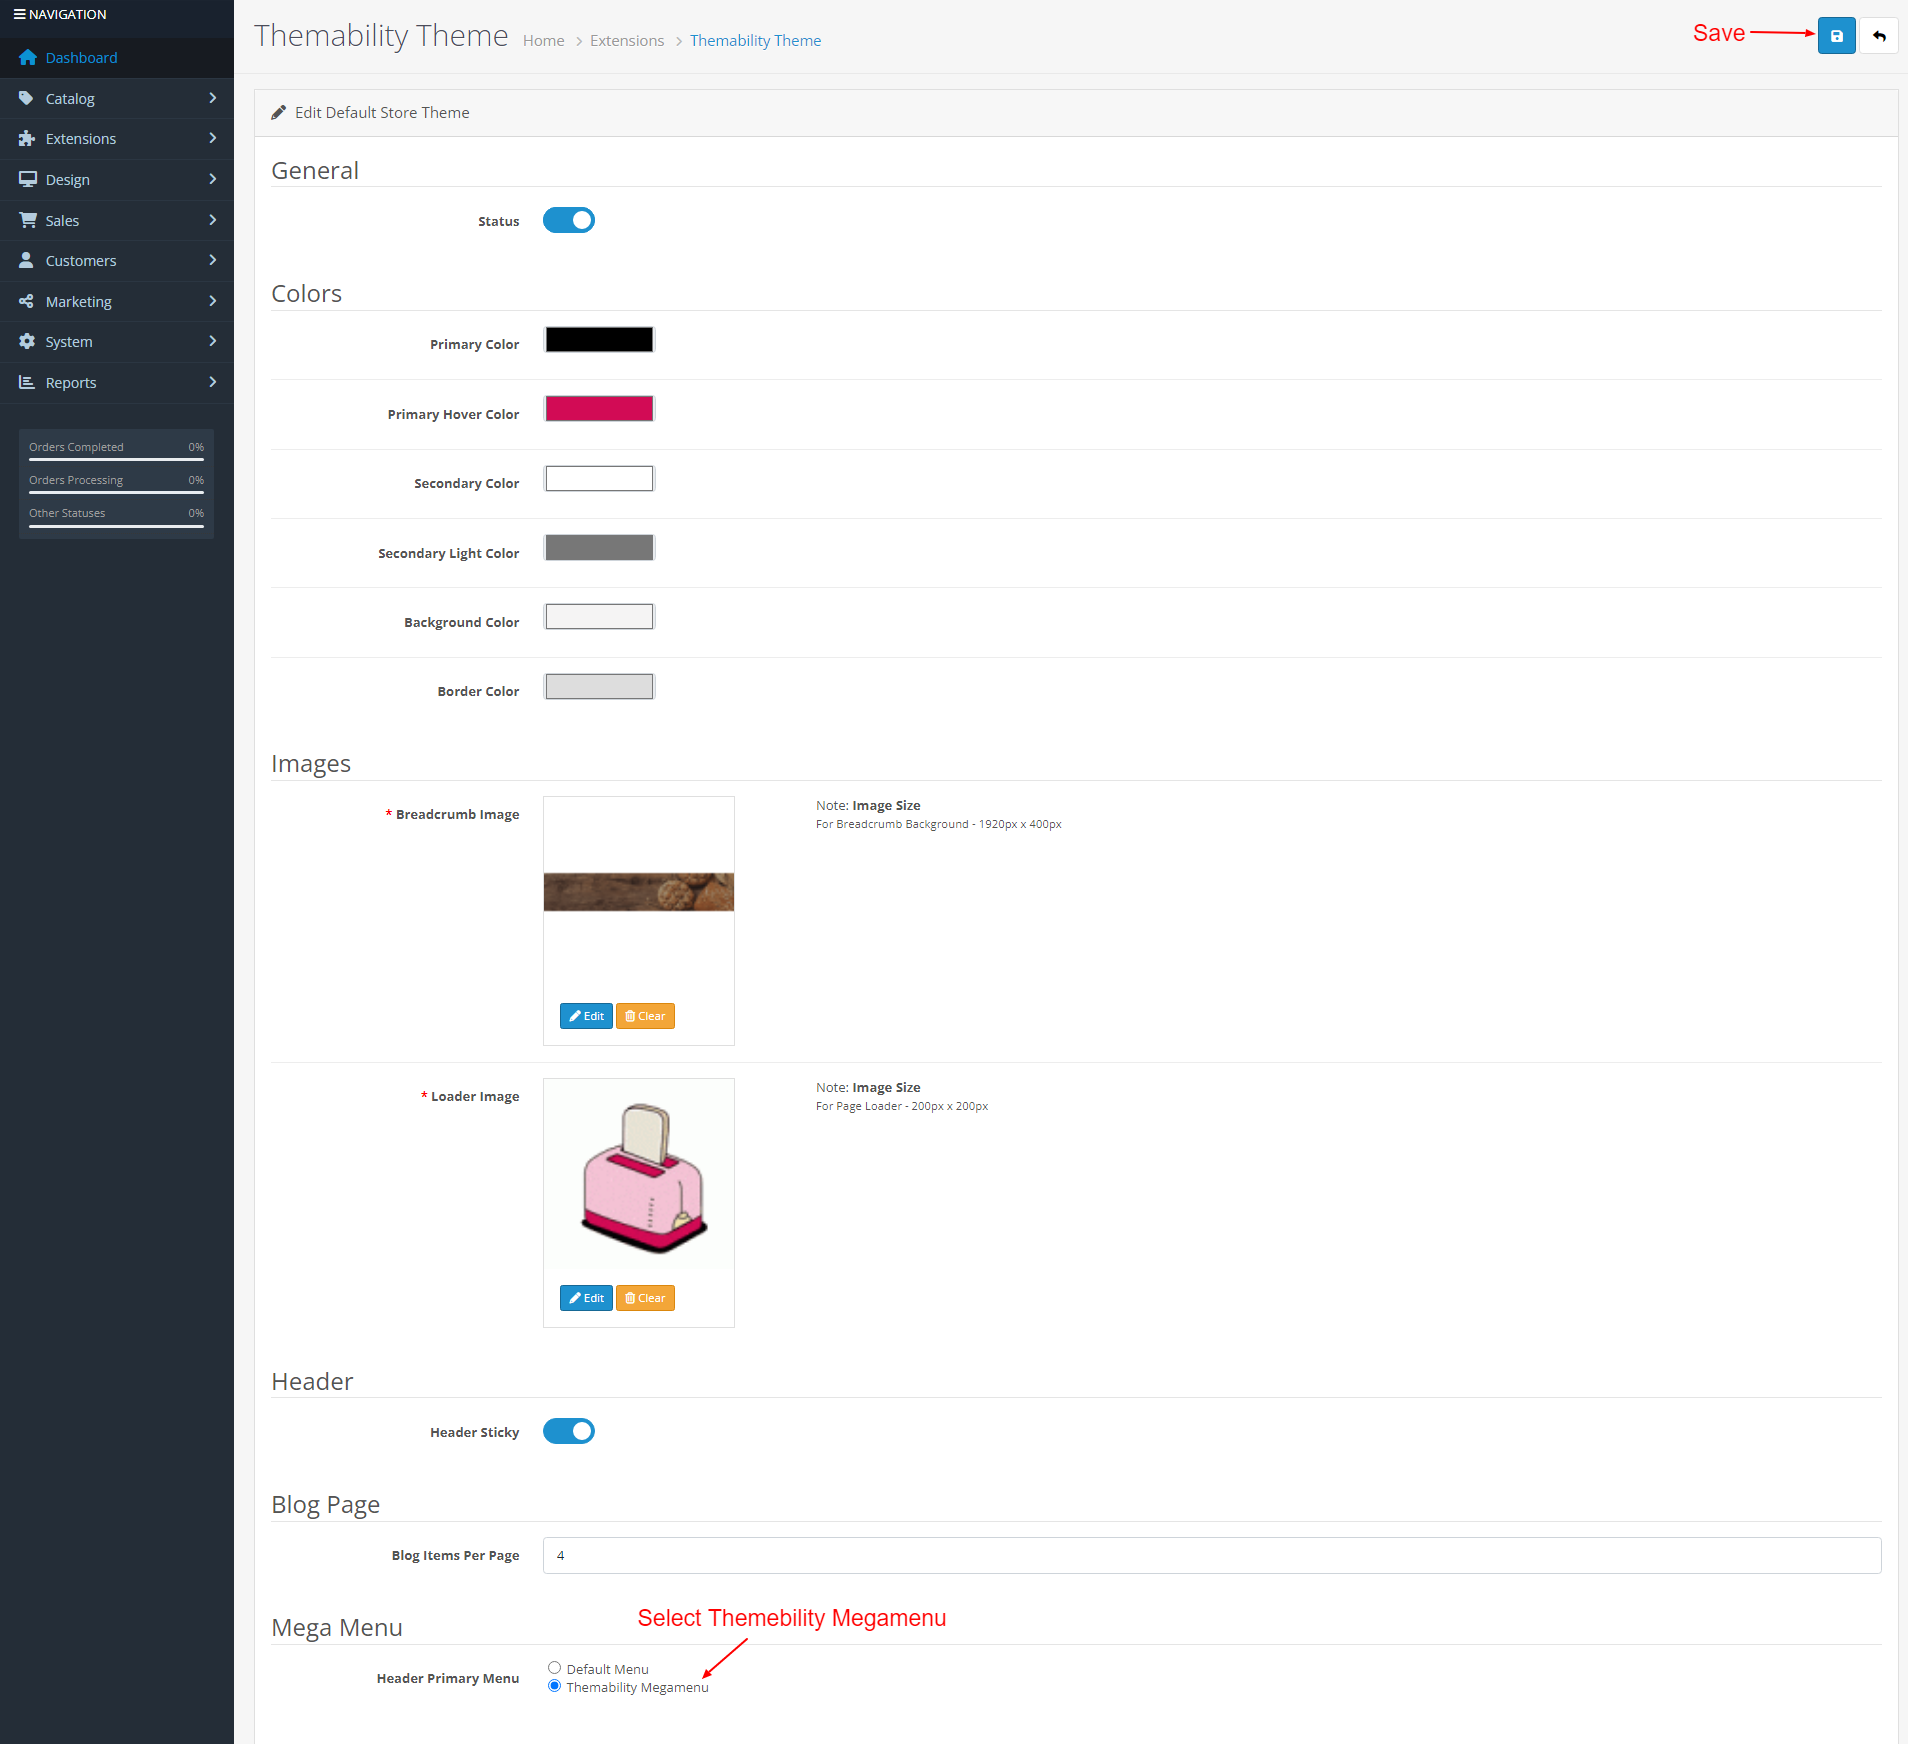 NAVIGATION
Dashboard
Catalog
Extensions
Design
Sales
Customers
Marketing
System
Reports
Orders Completed 0%
Orders Processing 0%
Other Statuses 0%
Themability Theme Home > Extensions > Themability Theme
Save
Edit Default Store Theme
General
Status
Colors
Primary Color
Primary Hover Color
Secondary Color
Secondary Light Color
Background Color
Border Color
Images
* Breadcrumb Image
Note: Image Size
For Breadcrumb Background - 1920px x 400px
Edit Clear
* Loader Image
Note: Image Size
For Page Loader - 200px x 200px
Edit Clear
Header
Header Sticky
Blog Page
Blog Items Per Page 4
Select Themebility Megamenu
Mega Menu
Header Primary Menu
Default Menu
Themability Megamenu